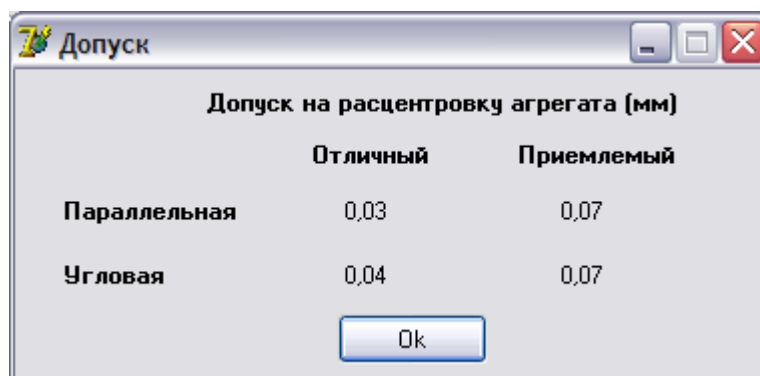 Допуск
Допуск на расцентровку агрегата (мм)
Отличный Приемлемый
Параллельная 0,03 0,07
Угловая 0,04 0,07
Ok